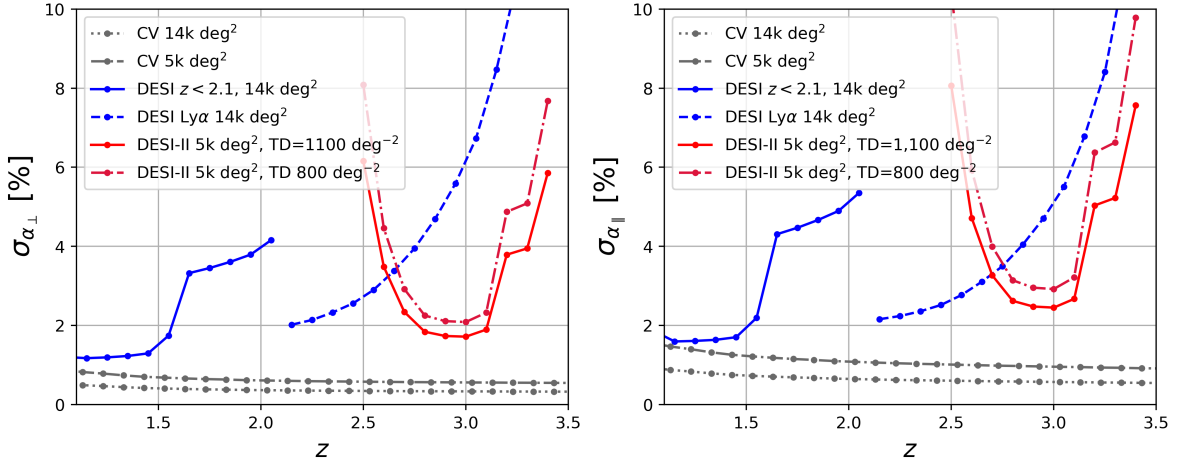 10
8
6
4
2
0
σα⊥ [%]
CV 14k deg²
CV 5k deg²
DESI z < 2.1, 14k deg²
DESI Lyα 14k deg²
DESI-II 5k deg², TD=1100 deg⁻²
DESI-II 5k deg², TD 800 deg⁻²
1.5 2.0 2.5 3.0 3.5
z
10
8
6
4
2
0
σα∥ [%]
CV 14k deg²
CV 5k deg²
DESI z < 2.1, 14k deg²
DESI Lyα 14k deg²
DESI-II 5k deg², TD=1,100 deg⁻²
DESI-II 5k deg², TD=800 deg⁻²
1.5 2.0 2.5 3.0 3.5
z